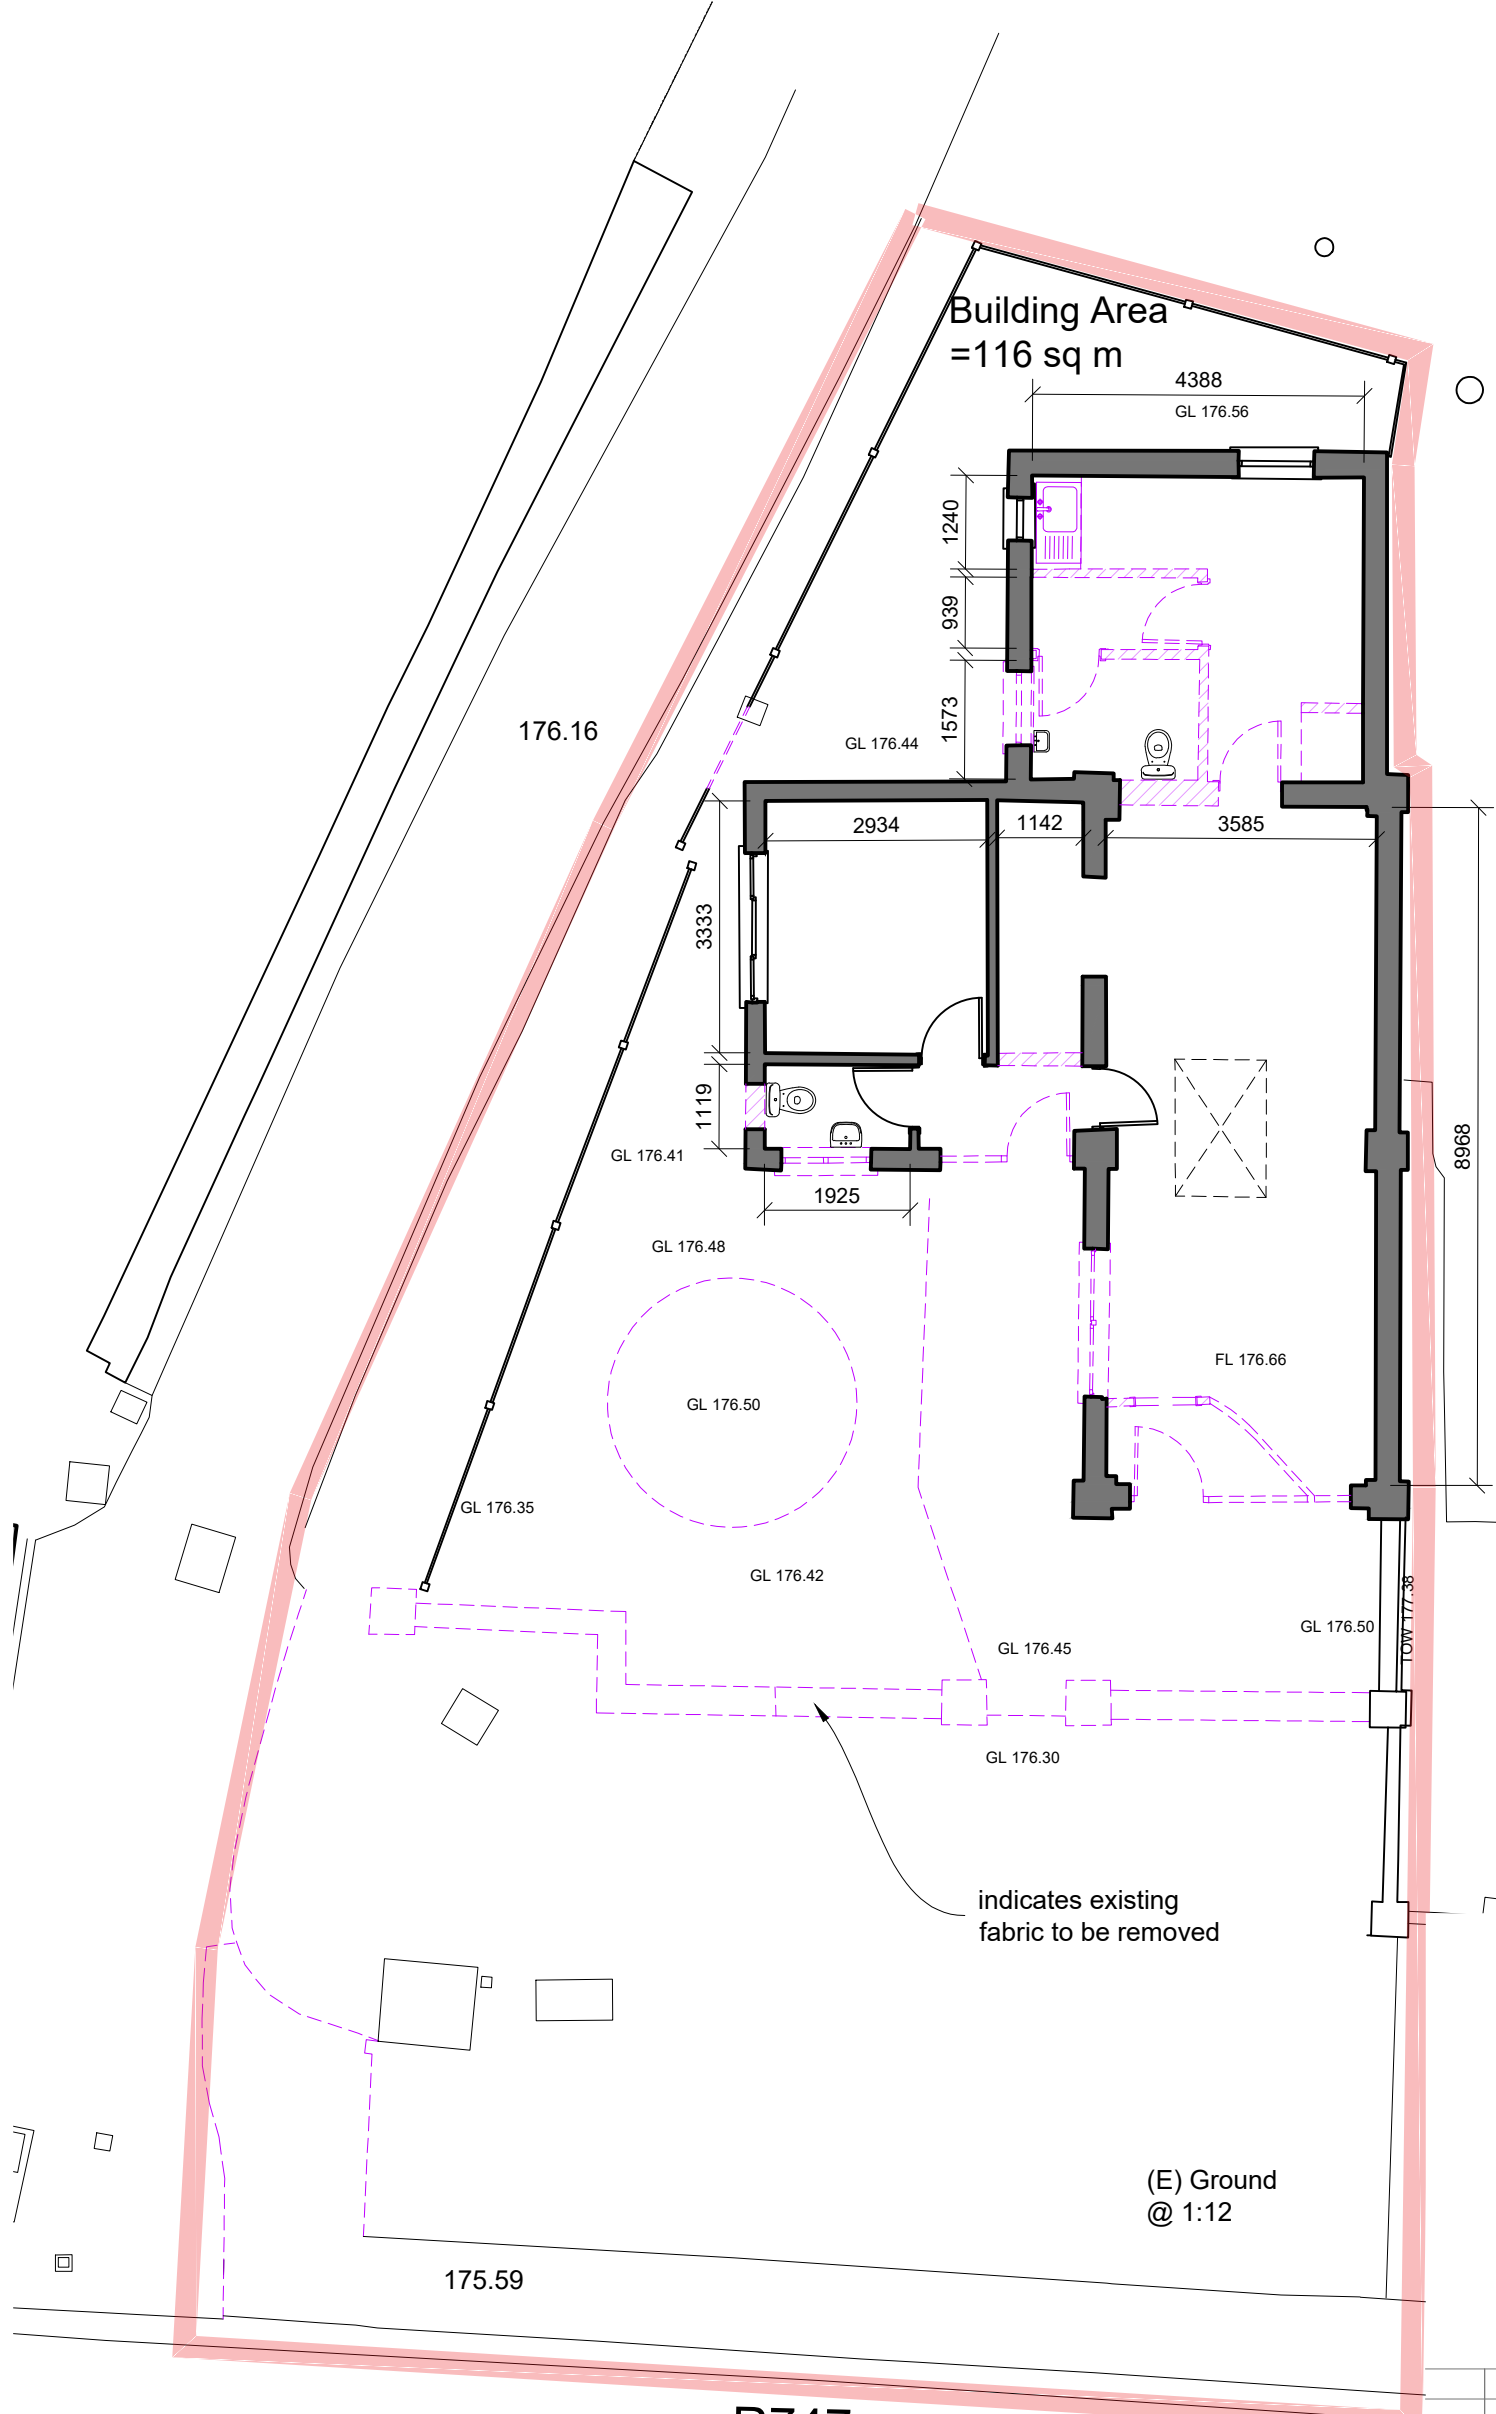 Building Area
=116 sq m
4388
GL 176.56
1240
939
1573
176.16
GL 176.44
2934
1142
3585
3333
1119
8968
GL 176.41
1925
GL 176.48
FL 176.66
GL 176.50
GL 176.35
GL 176.42
TOW 177.38
GL 176.50
GL 176.45
GL 176.30
indicates existing
fabric to be removed
(E) Ground
@ 1:12
175.59